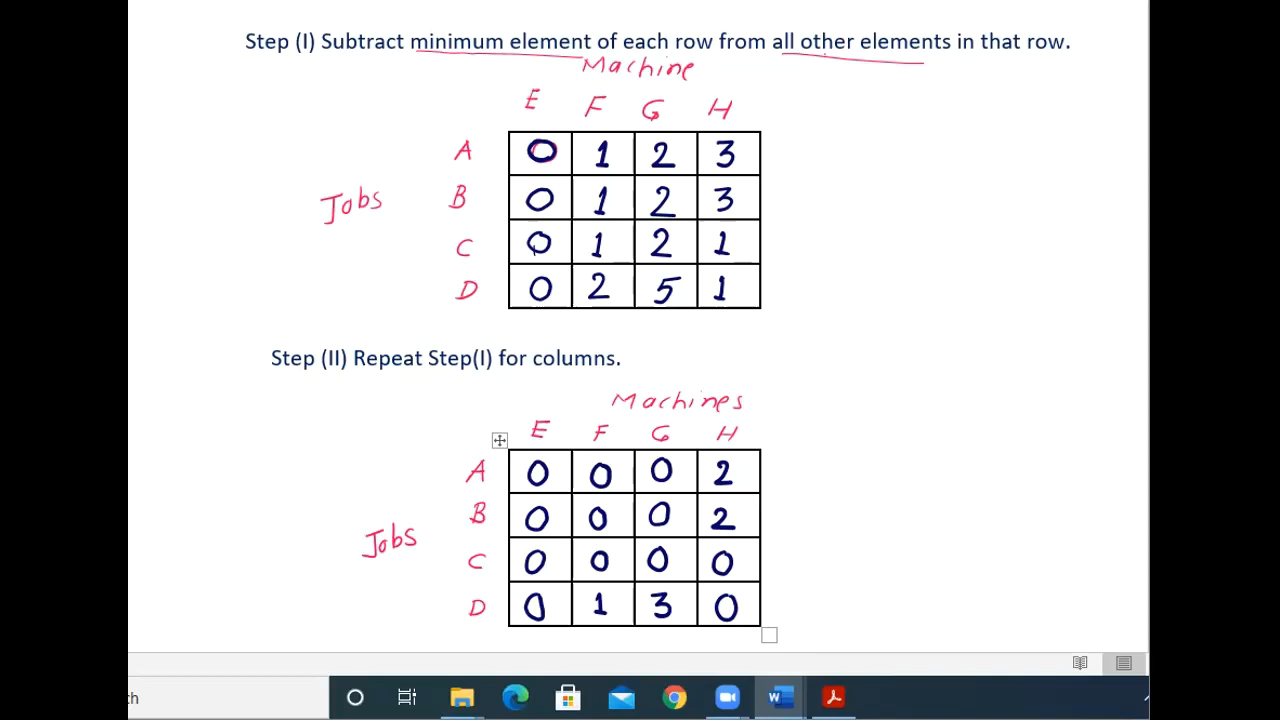 Step (I) Subtract minimum element of each row from all other elements in that row.
Machine
E F G H
A 0 1 2 3
Jobs B 0 1 2 3
C 0 1 2 1
D 0 2 5 1
Step (II) Repeat Step(I) for columns.
Machines
E F G H
A 0 0 0 2
B 0 0 0 2
Jobs C 0 0 0 0
D 0 1 3 0
ch